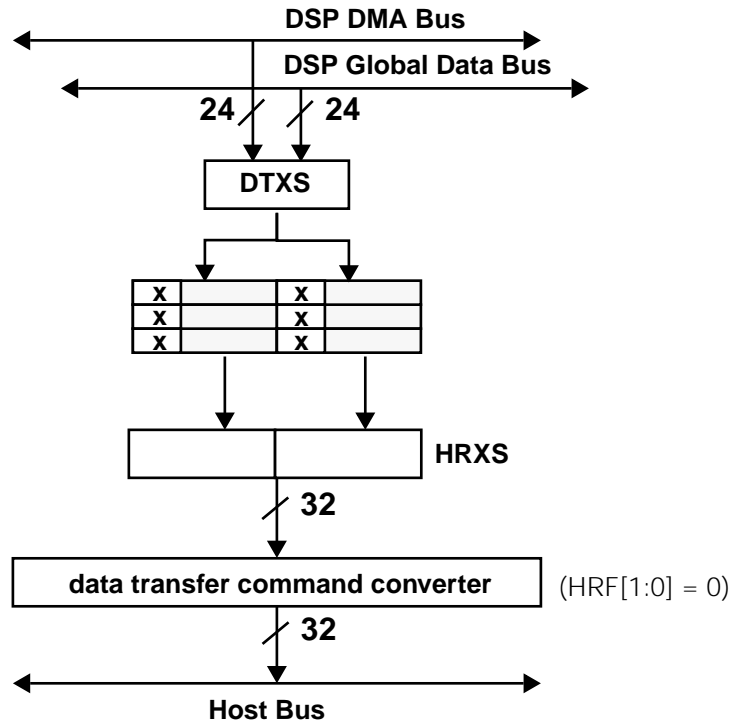 DSP DMA Bus
DSP Global Data Bus
24 24
DTXS
x x
x x
x x
HRXS
32
data transfer command converter (HRF[1:0] = 0)
32
Host Bus